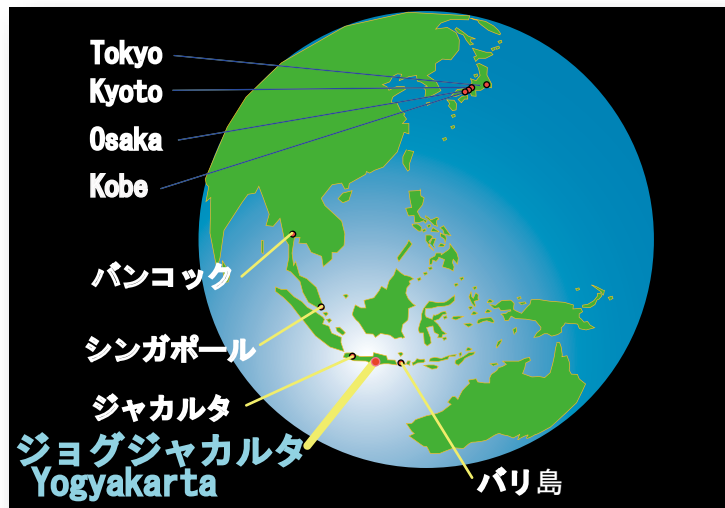 Tokyo
Kyoto
Osaka
Kobe
バンコック
シンガポール
ジャカルタ
ジョグジャカルタ
Yogyakarta
バリ島